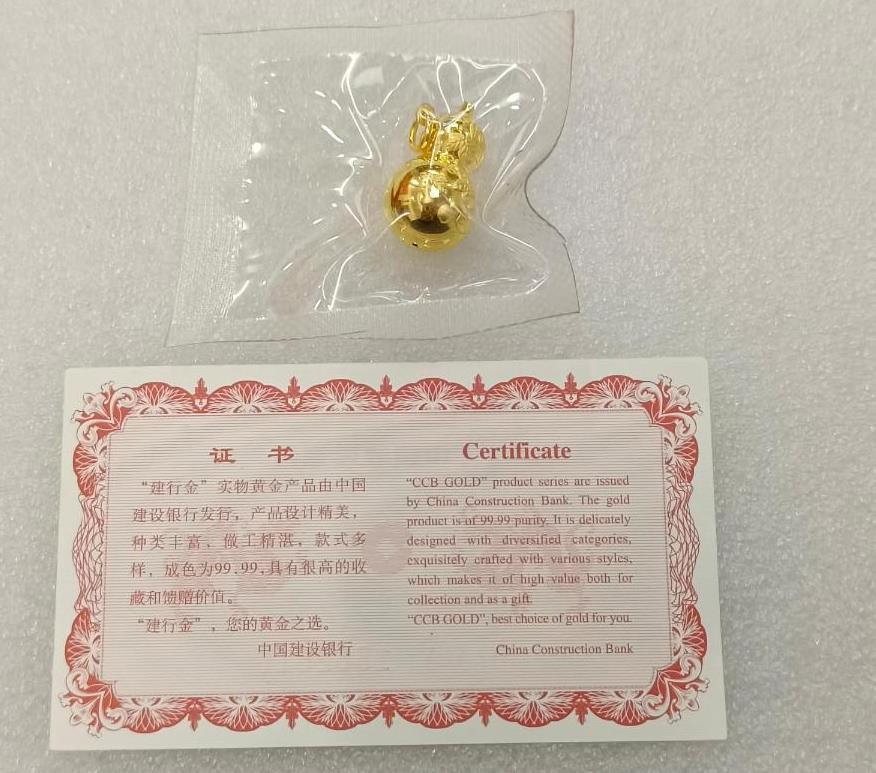 证 书
“建行金”实物黄金产品由中国
建设银行发行，产品设计精美，
种类丰富、做工精湛，款式多
样，成色为99.99,具有很高的收
藏和馈赠价值。
“建行金”，您的黄金之选。
中国建设银行
Certificate
“CCB GOLD” product series are issued
by China Construction Bank. The gold
product is of 99.99 purity. It is delicately
designed with diversified categories,
exquisitely crafted with various styles,
which makes it of high value both for
collection and as a gift.
“CCB GOLD”, best choice of gold for you.
China Construction Bank